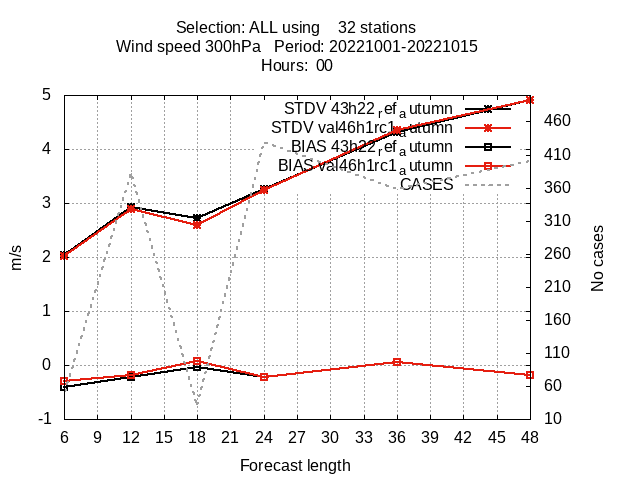 Selection: ALL using    32 stations
Wind speed 300hPa   Period: 20221001-20221015
Hours:  00
STDV 43h22_ref_autumn
STDV val46h1rc1_autumn
BIAS 43h22_ref_autumn
BIAS val46h1rc1_autumn
CASES
5
4
3
2
1
0
-1
m/s
460
410
360
310
260
210
160
110
60
10
No cases
6 9 12 15 18 21 24 27 30 33 36 39 42 45 48
Forecast length